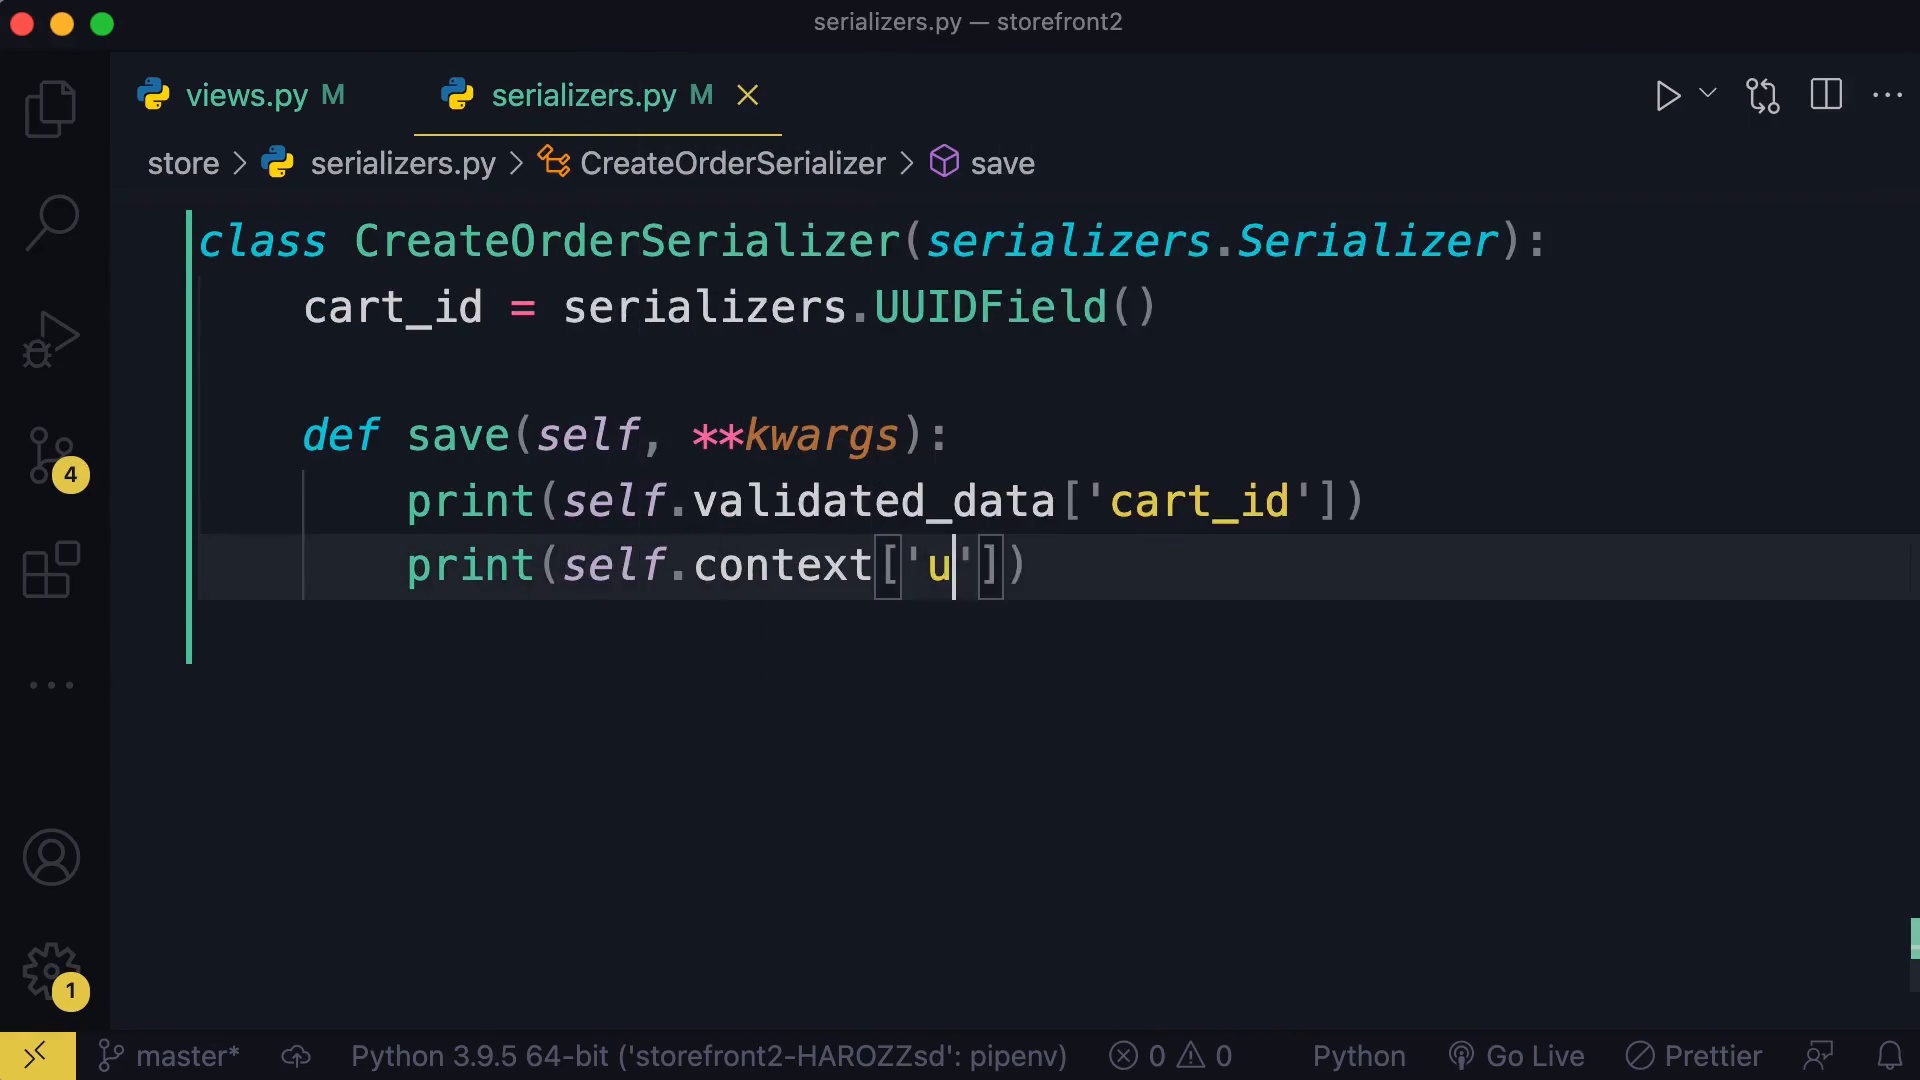 serializers.py — storefront2
views.py M serializers.py M
store > serializers.py > CreateOrderSerializer > save
class CreateOrderSerializer(serializers.Serializer):
    cart_id = serializers.UUIDField()
    def save(self, **kwargs):
        print(self.validated_data['cart_id'])
        print(self.context['u'])
4
1
master* Python 3.9.5 64-bit ('storefront2-HAROZZsd': pipenv) 0 0 Python Go Live Prettier